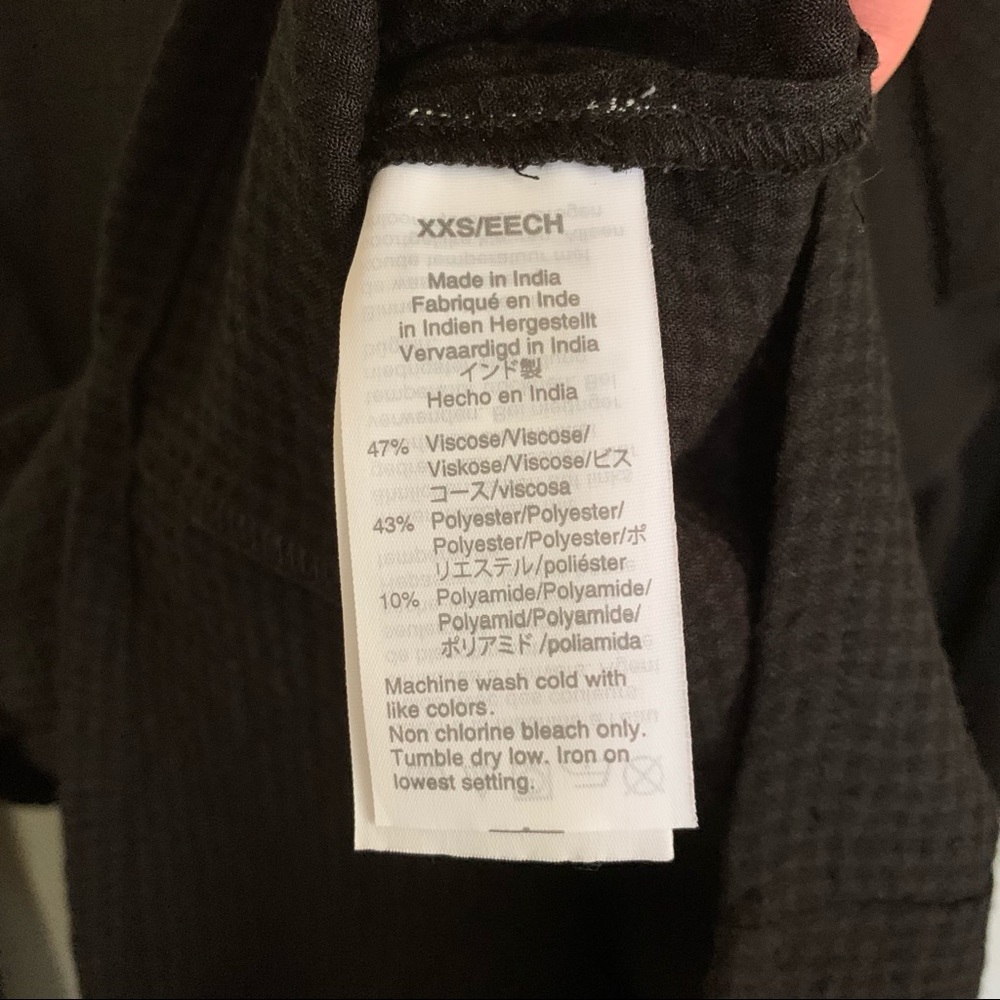 XXS/EECH
Made in India
Fabriqué en Inde
in Indien Hergestellt
Vervaardigd in India
インド製
Hecho en India
47% Viscose/Viscose/
Viskose/Viscose/ビス
コース/viscosa
43% Polyester/Polyester/
Polyester/Polyester/ポ
リエステル/poliéster
10% Polyamide/Polyamide/
Polyamid/Polyamide/
ポリアミド/poliamida
Machine wash cold with
like colors.
Non chlorine bleach only.
Tumble dry low. Iron on
lowest setting.